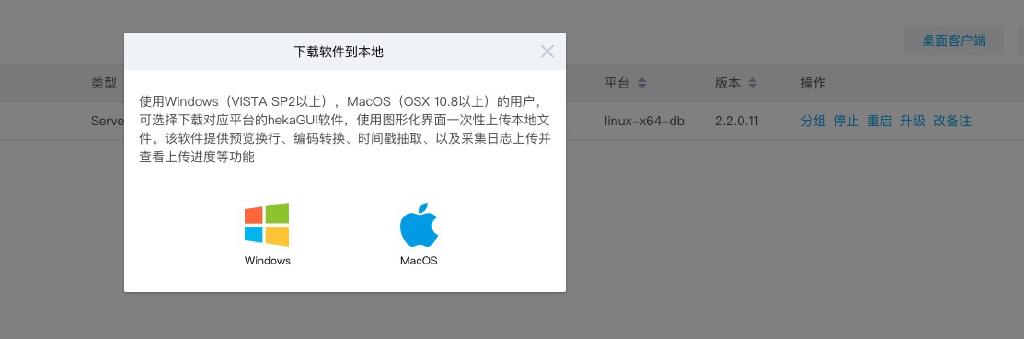 下载软件到本地
桌面客户端
类型 平台 版本 操作
使用Windows（VISTA SP2以上），MacOS（OSX 10.8以上）的用户，
可选择下载对应平台的hekaGUI软件，使用图形化界面一次性上传本地文
件。该软件提供预览换行、编码转换、时间戳抽取、以及采集日志上传并
查看上传进度等功能
Serve linux-x64-db 2.2.0.11 分组 停止 重启 升级 改备注
Windows MacOS